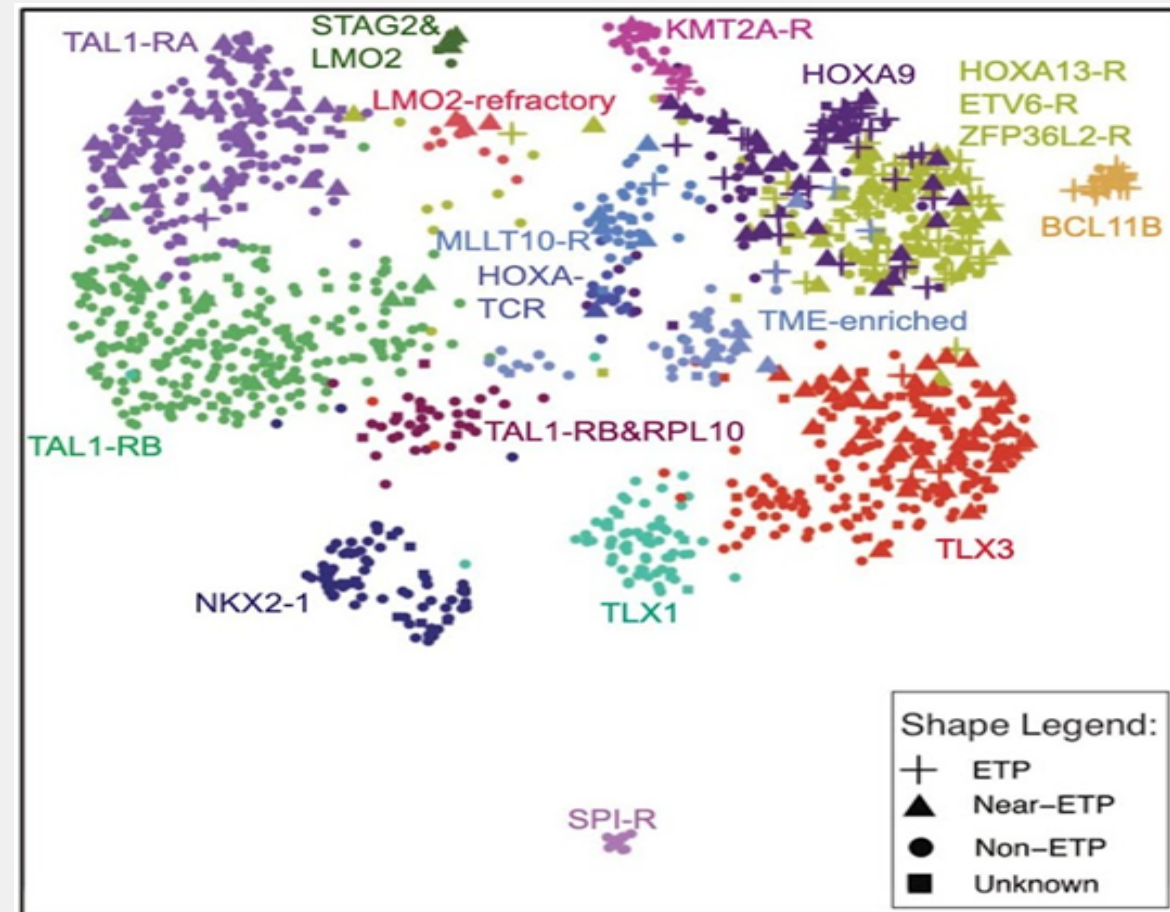 TAL1-RA
STAG2&
LMO2
KMT2A-R
LMO2-refractory
HOXA9
HOXA13-R
ETV6-R
ZFP36L2-R
BCL11B
MLLT10-R
HOXA-
TCR
TME-enriched
TAL1-RB
TAL1-RB&RPL10
TLX3
NKX2-1
TLX1
SPI-R
Shape Legend:
ETP
Near-ETP
Non-ETP
Unknown